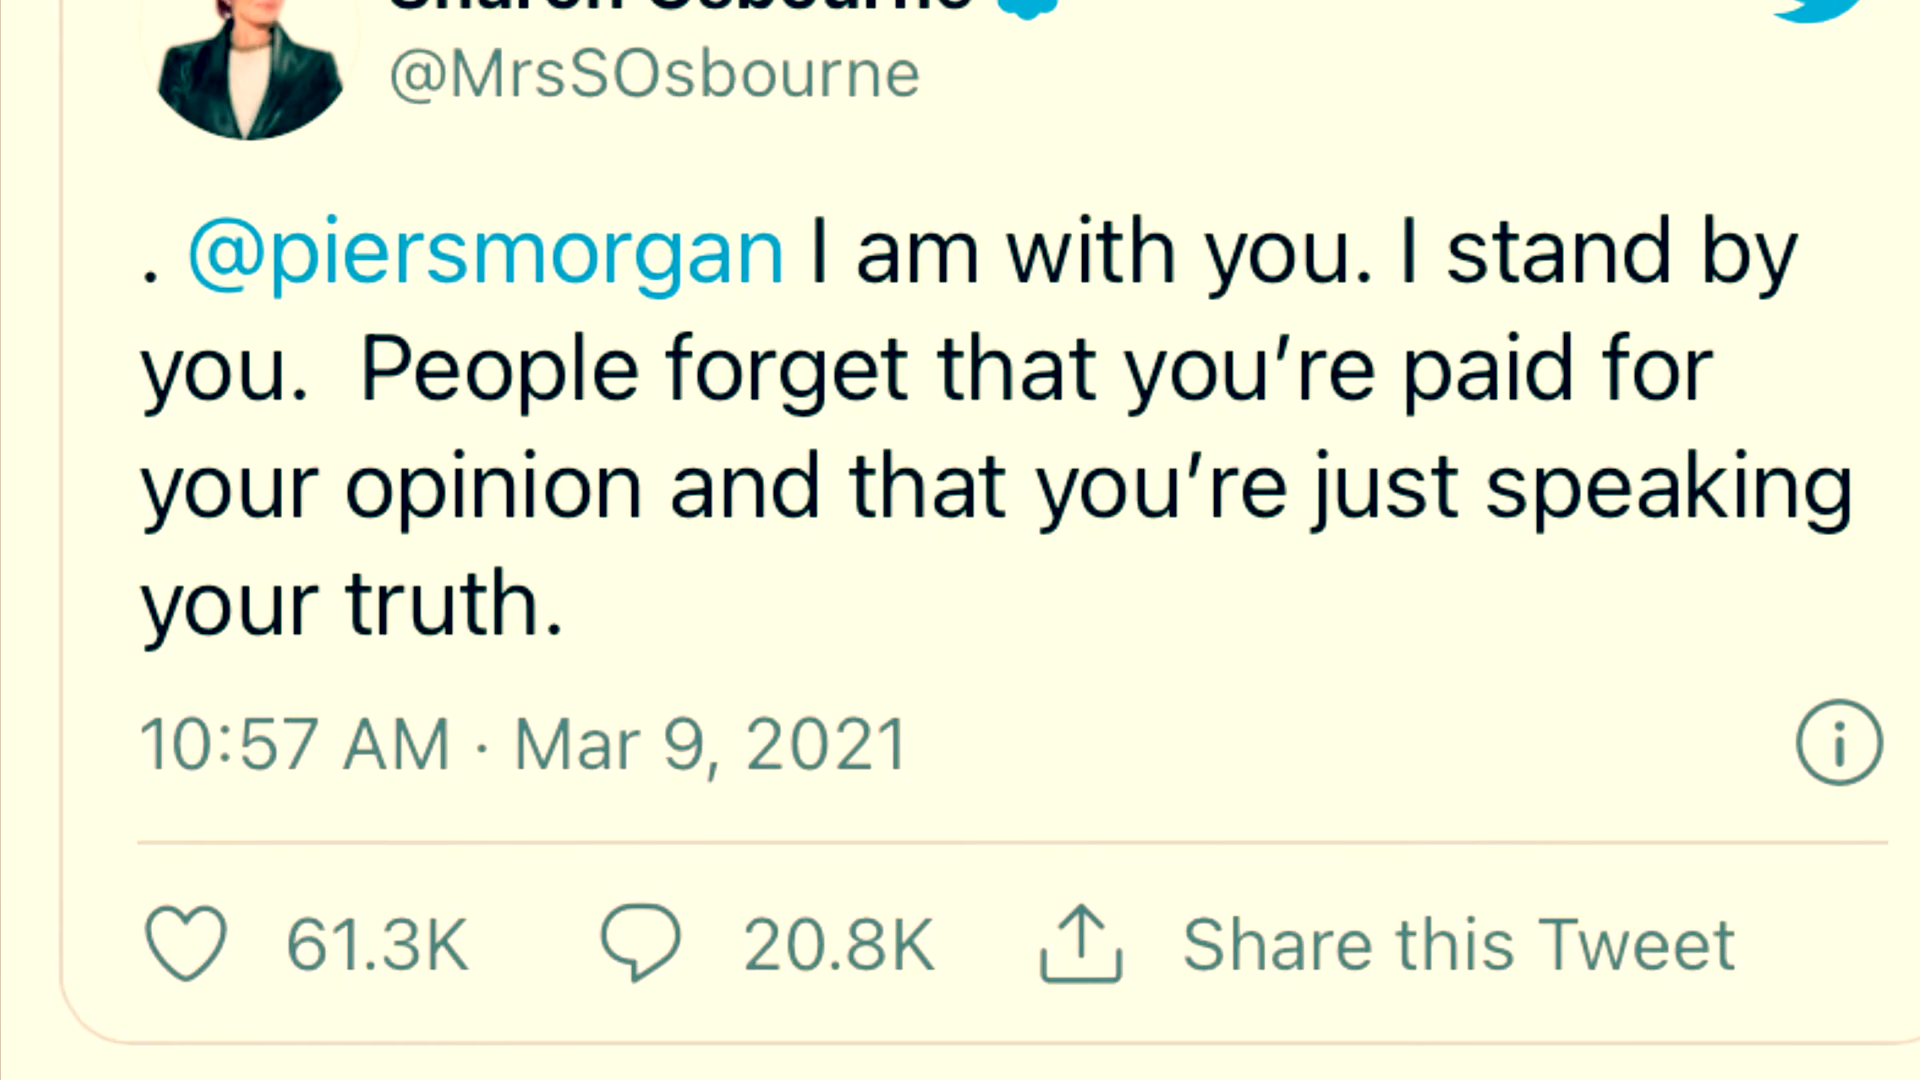 Sharon Osbourne
@MrsSOsbourne
. @piersmorgan I am with you. I stand by
you.  People forget that you’re paid for
your opinion and that you’re just speaking
your truth.
10:57 AM · Mar 9, 2021
61.3K
20.8K
Share this Tweet